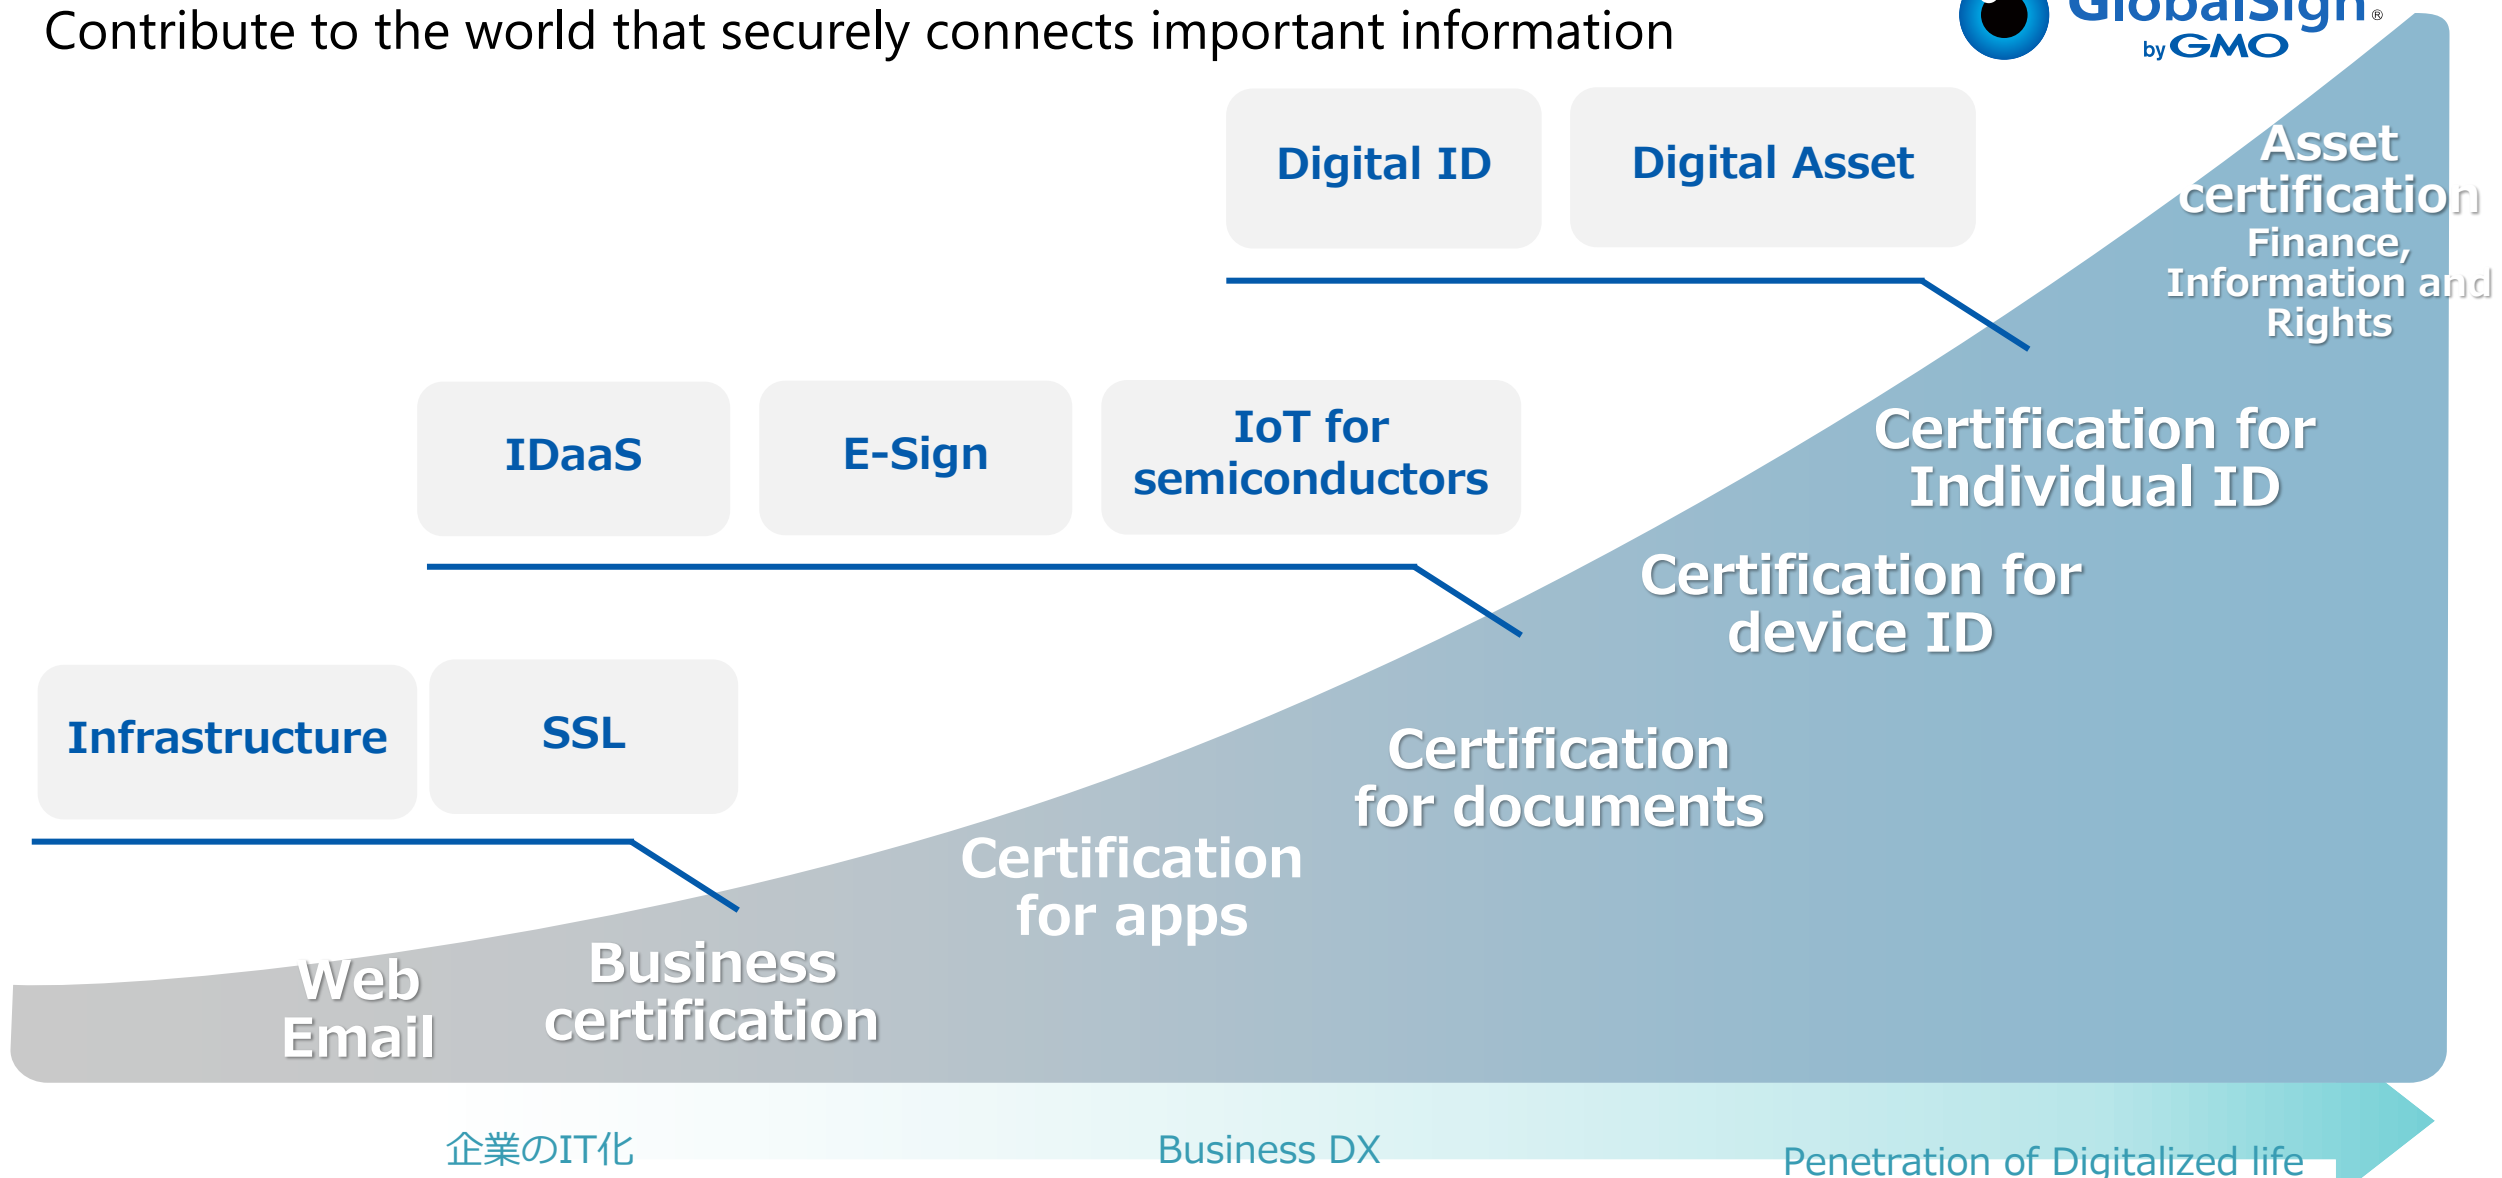 Contribute to the world that securely connects important information
GlobalSign®
by GMO
Digital ID
Digital Asset
Asset
certification
Finance,
Information and
Rights
IDaaS
E-Sign
IoT for
semiconductors
Certification for
Individual ID
Certification for
device ID
Infrastructure
SSL
Certification
for documents
Certification
for apps
Business
certification
Web
Email
企業のIT化
Business DX
Penetration of Digitalized life